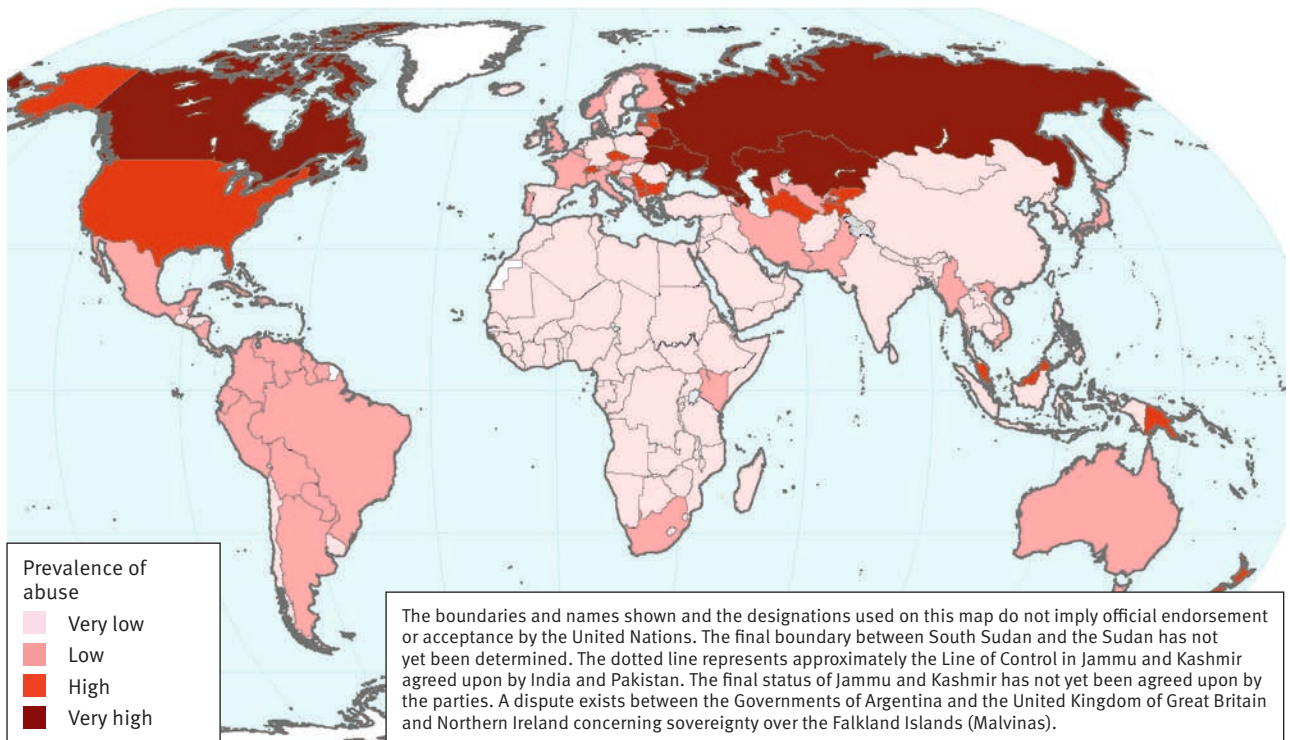 Prevalence of
abuse
Very low
Low
High
Very high
The boundaries and names shown and the designations used on this map do not imply official endorsement
or acceptance by the United Nations. The final boundary between South Sudan and the Sudan has not
yet been determined. The dotted line represents approximately the Line of Control in Jammu and Kashmir
agreed upon by India and Pakistan. The final status of Jammu and Kashmir has not yet been agreed upon by
the parties. A dispute exists between the Governments of Argentina and the United Kingdom of Great Britain
and Northern Ireland concerning sovereignty over the Falkland Islands (Malvinas).